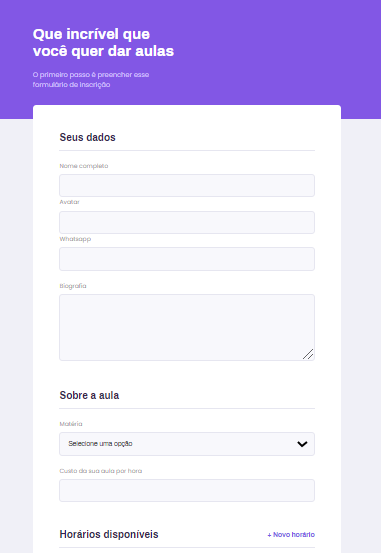 Que incrível que
você quer dar aulas
O primeiro passo é preencher esse
formulário de inscrição
Seus dados
Nome completo
Avatar
Whatsapp
Biografia
Sobre a aula
Matéria
Selecione uma opção
Custo da sua aula por hora
Horários disponíveis
+ Novo horário